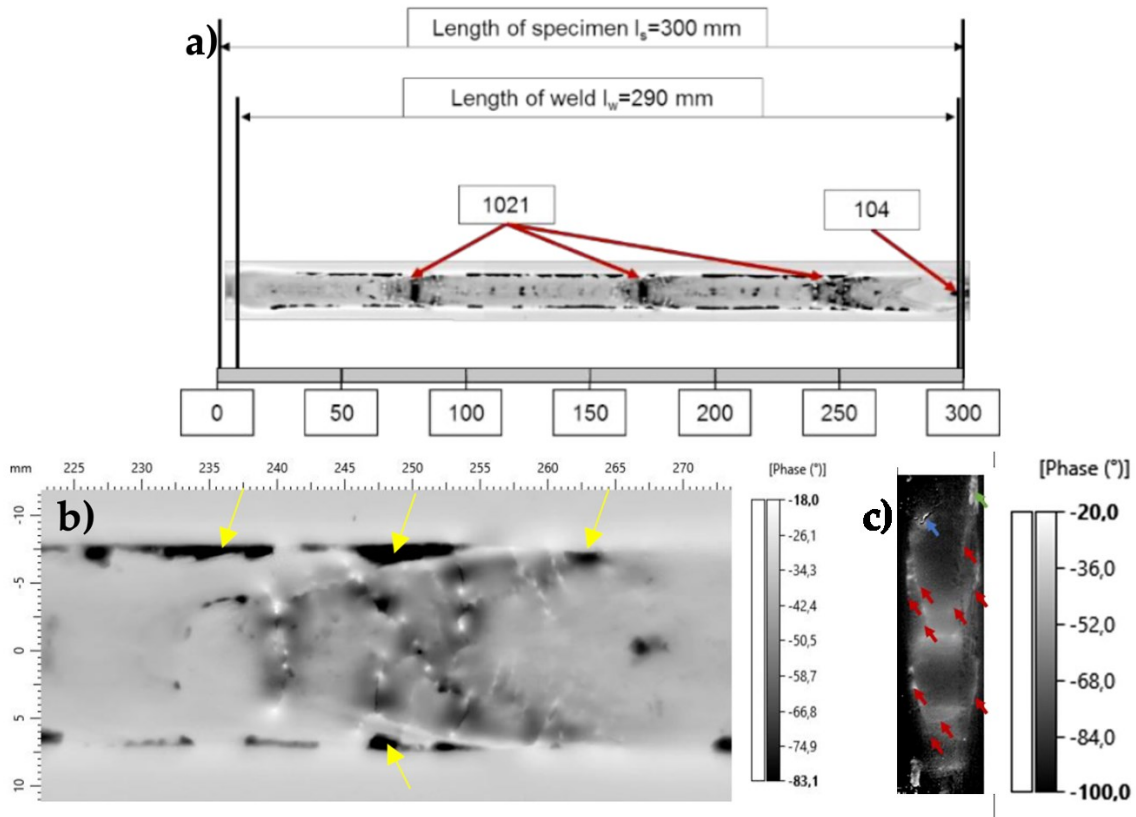 a)
Length of specimen ls=300 mm
Length of weld lw=290 mm
1021
104
0 50 100 150 200 250 300
mm 225 230 235 240 245 250 255 260 265 270
[Phase (°)]
b)
-10
-5
0
5
10
-18,0
-26,1
-34,3
-42,4
-50,5
-58,7
-66,8
-74,9
-83,1
c)
[Phase (°)]
-20,0
-36,0
-52,0
-68,0
-84,0
-100,0